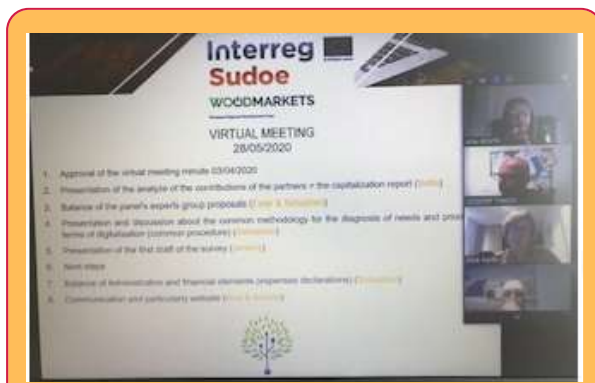 Interreg
Sudoe
WOODMARKETS
VIRTUAL MEETING
28/05/2020
1. Approval of the virtual meeting minute 03/04/2020
2. Presentation of the analyze of the contributions of the partners = the capitalization report
3. Balance of the panel's experts group proposals
4. Presentation and discussion about the common methodology for the diagnosis of needs and
terms of digitalisation (common procedure)
5. Presentation of the first draft of the survey
6. Next steps
7. Balance of Administrative and financial elements (expenses declarations)
8. Communication and particularly website